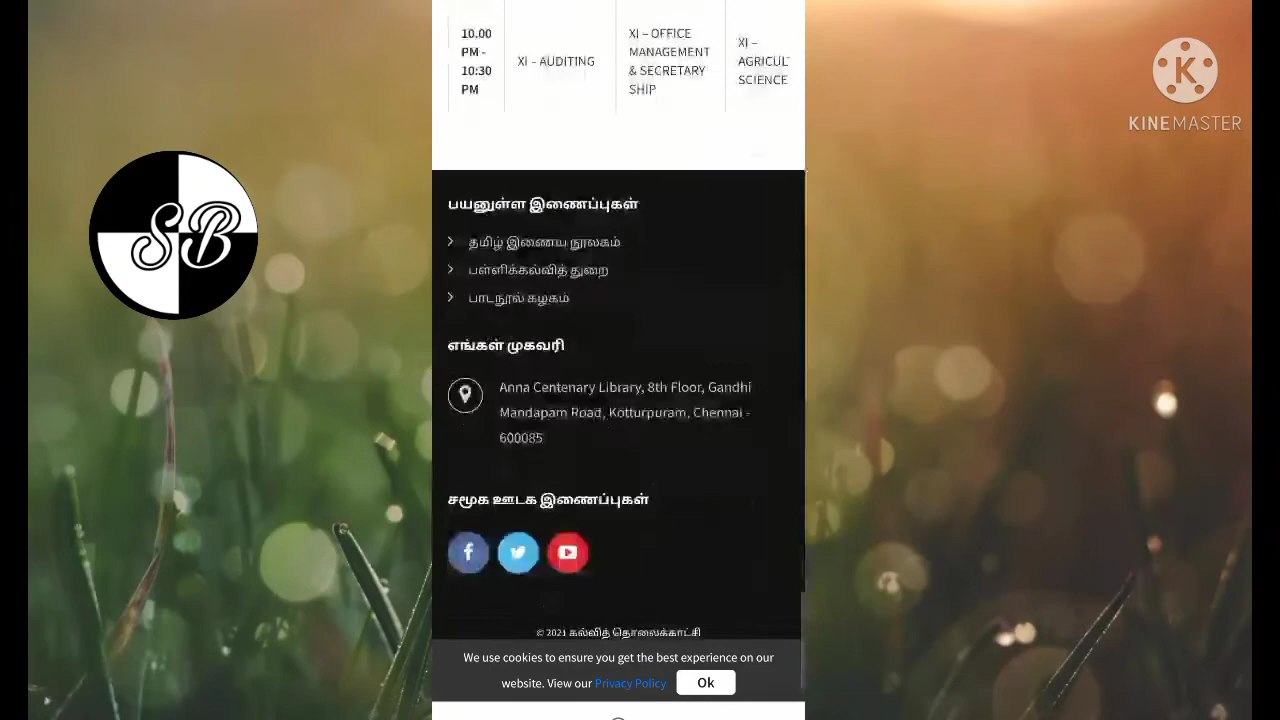 10.00
PM -
10:30
PM
XI – AUDITING
XI – OFFICE
MANAGEMENT
& SECRETARY
SHIP
XI –
AGRICUL
SCIENCE
KINEMASTER
SB
பயனுள்ள இணைப்புகள்
தமிழ் இணைய நூலகம்
பள்ளிக்கல்வித் துறை
பாடநூல் கழகம்
எங்கள் முகவரி
Anna Centenary Library, 8th Floor, Gandhi
Mandapam Road, Kotturpuram, Chennai -
600085
சமூக ஊடக இணைப்புகள்
© 2021 கல்வித் தொலைக்காட்சி
We use cookies to ensure you get the best experience on our
website. View our Privacy Policy
Ok